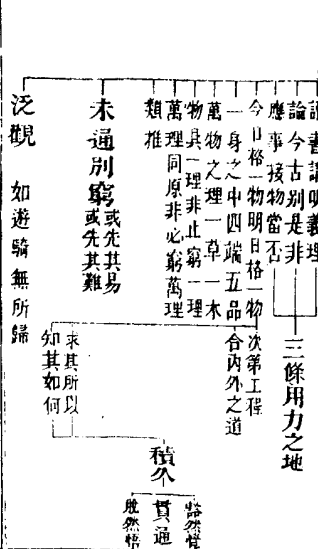 讀書講明義理
論今古別是非
應事接物當否
三條用力之地
今日格一物明日格一物
次第工程
一身之中四端五品
合內外之道
萬物之理一草一木
物具一理非止窮一理
萬理同原非必窮萬理
類推
未通別窮
或先其易
或先其難
泛觀
如遊騎無所歸
求其所以
知其如何
積久
豁然悟
貫通
脫然悟